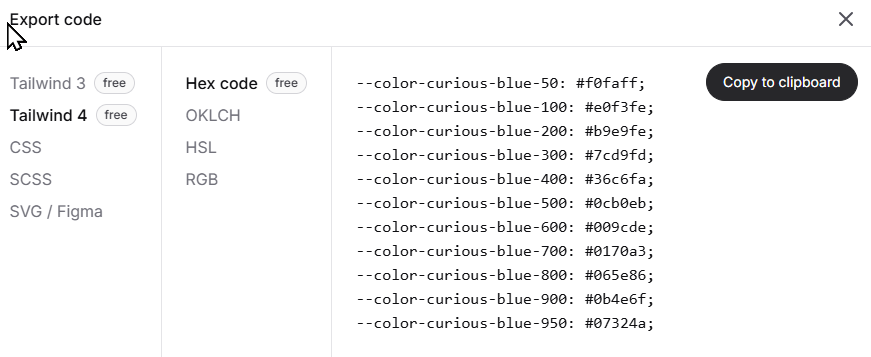 Export code
Tailwind 3 free
Tailwind 4 free
CSS
SCSS
SVG / Figma
Hex code free
OKLCH
HSL
RGB
--color-curious-blue-50: #f0faff;
--color-curious-blue-100: #e0f3fe;
--color-curious-blue-200: #b9e9fe;
--color-curious-blue-300: #7cd9fd;
--color-curious-blue-400: #36c6fa;
--color-curious-blue-500: #0cb0eb;
--color-curious-blue-600: #009cde;
--color-curious-blue-700: #0170a3;
--color-curious-blue-800: #065e86;
--color-curious-blue-900: #0b4e6f;
--color-curious-blue-950: #07324a;
Copy to clipboard